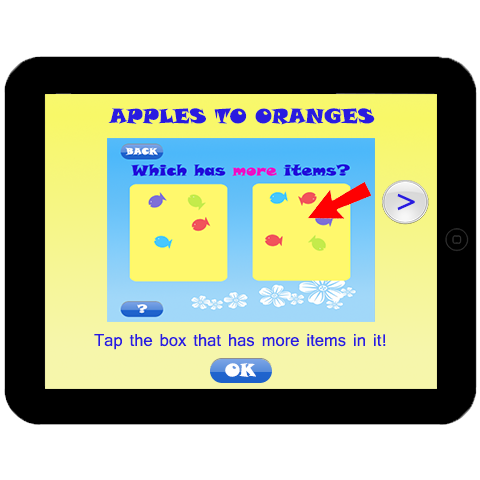 APPLES TO ORANGES
BACK
Which has more items?
>
?
Tap the box that has more items in it!
OK